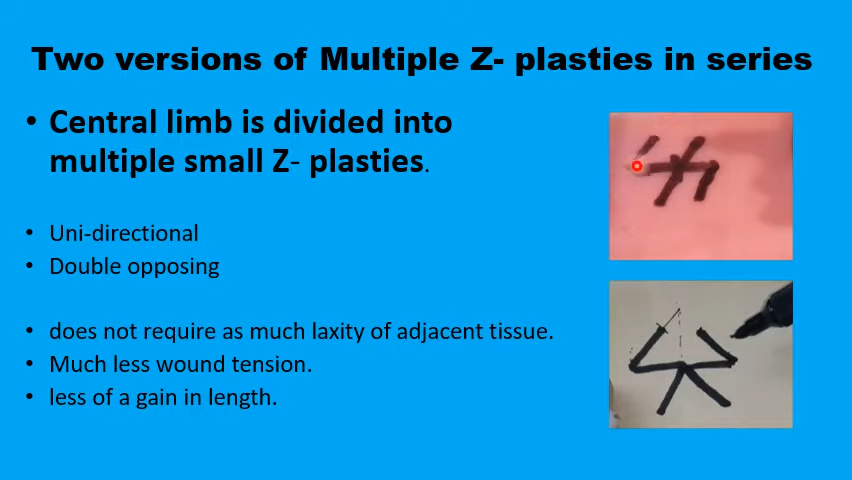 Two versions of Multiple Z- plasties in series
• Central limb is divided into
multiple small Z- plasties.
• Uni-directional
• Double opposing
• does not require as much laxity of adjacent tissue.
• Much less wound tension.
• less of a gain in length.